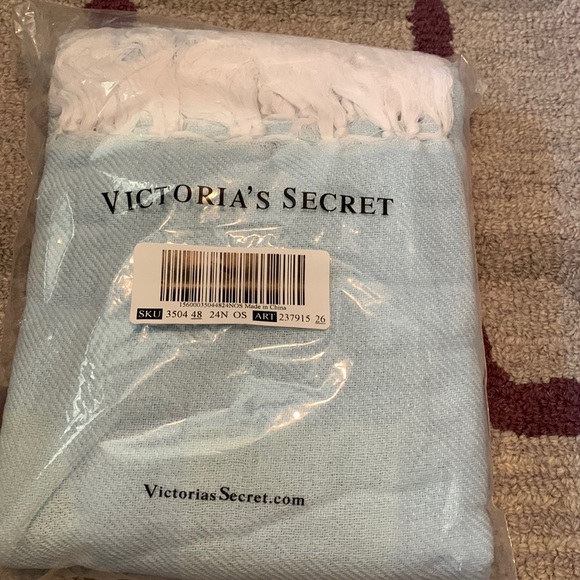 VICTORIA'S SECRET
15600035044824NOS Made in China
SKU 3504 48 24N OS ART 237915 26
VictoriasSecret.com